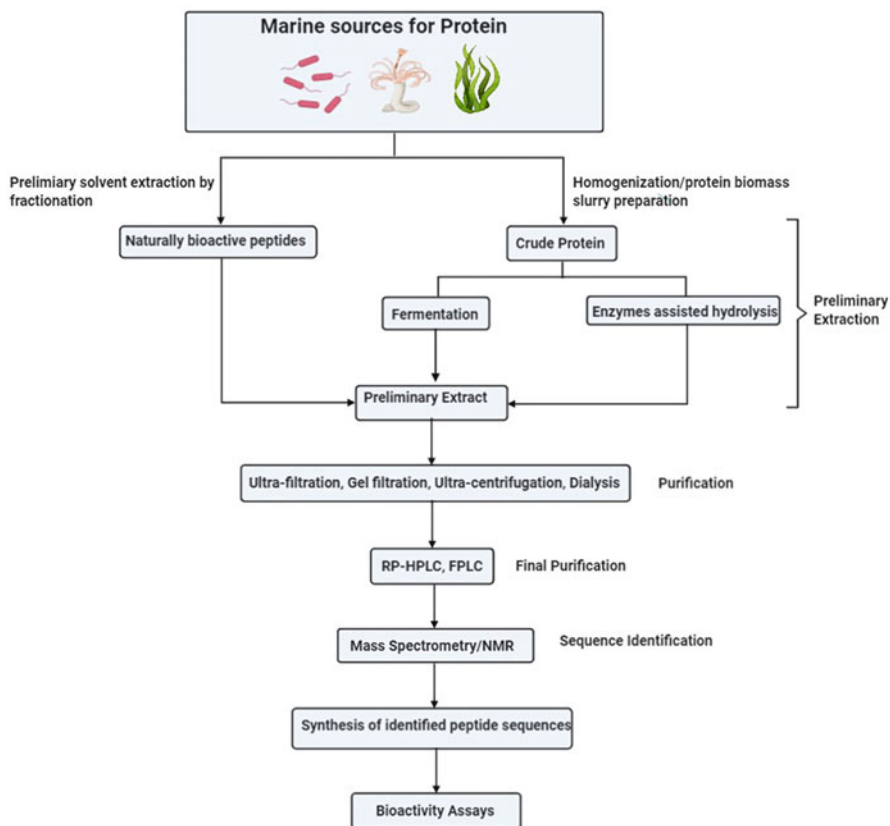 Marine sources for Protein
Prelimiary solvent extraction by
fractionation
Homogenization/protein biomass
slurry preparation
Naturally bioactive peptides
Crude Protein
Fermentation
Enzymes assisted hydrolysis
Preliminary
Extraction
Preliminary Extract
Ultra-filtration, Gel filtration, Ultra-centrifugation, Dialysis
Purification
RP-HPLC, FPLC
Final Purification
Mass Spectrometry/NMR
Sequence Identification
Synthesis of identified peptide sequences
Bioactivity Assays